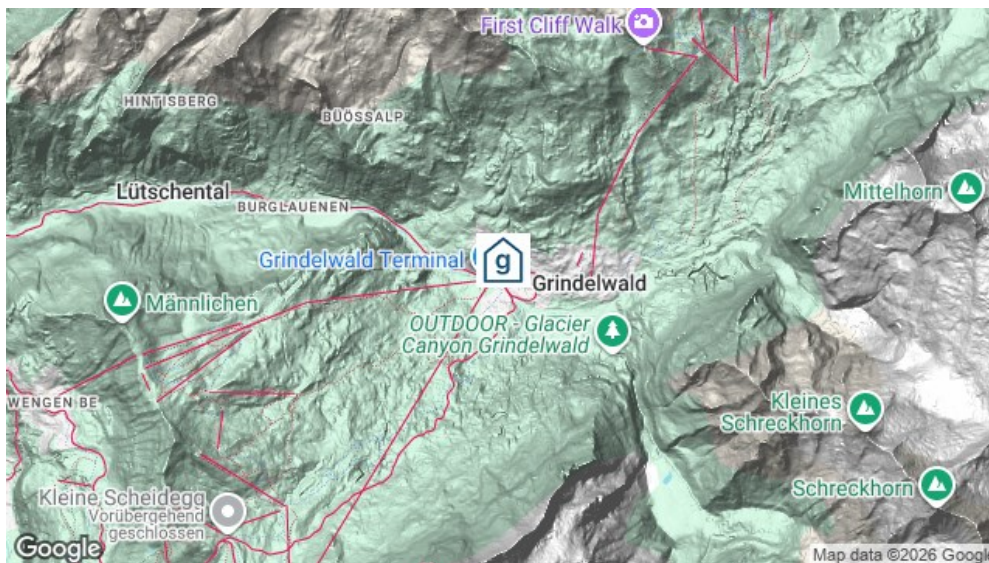 First Cliff Walk
HINTISBERG
BÜÖSSALP
Mittelhorn
Lütschental
BURGLAUENEN
Grindelwald Terminal
g
Grindelwald
Männlichen
OUTDOOR - Glacier
Canyon Grindelwald
WENGEN BE
Kleines
Schreckhorn
Schreckhorn
Kleine Scheidegg
Vorübergehend
geschlossen
Google
Map data ©2026 Google